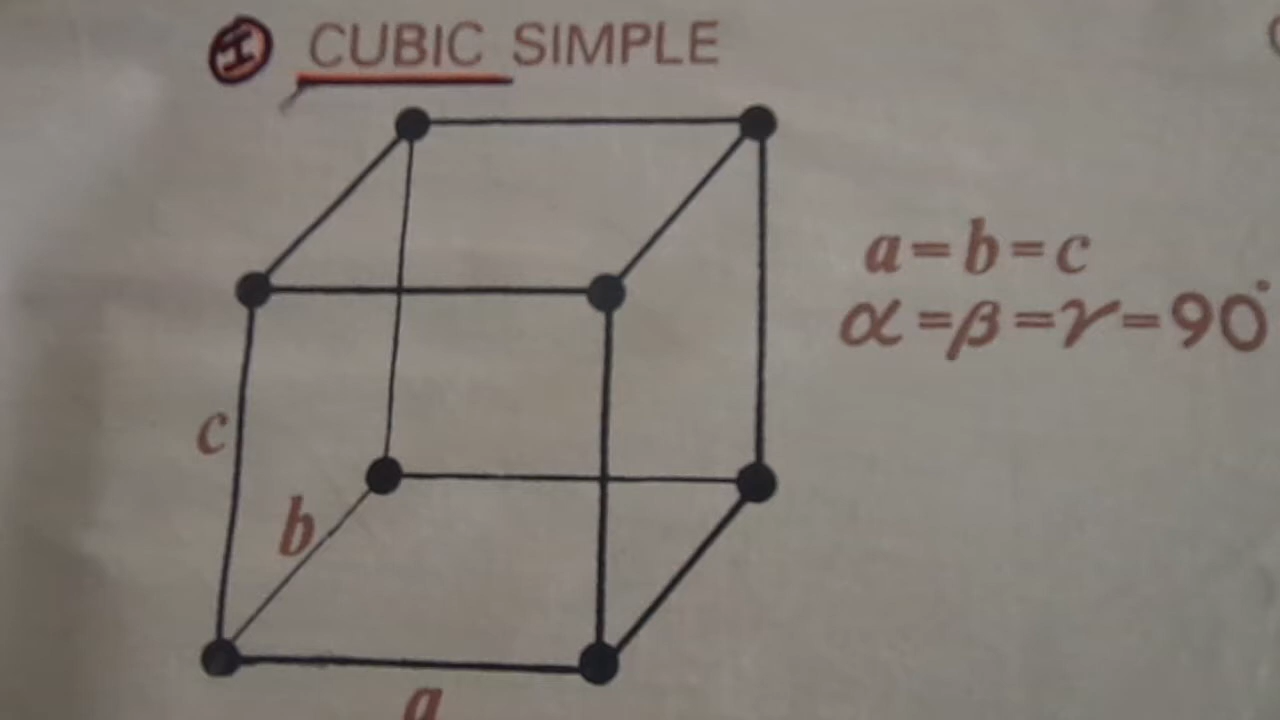 I CUBIC SIMPLE
a=b=c
α=β=γ=90°
c
b
a